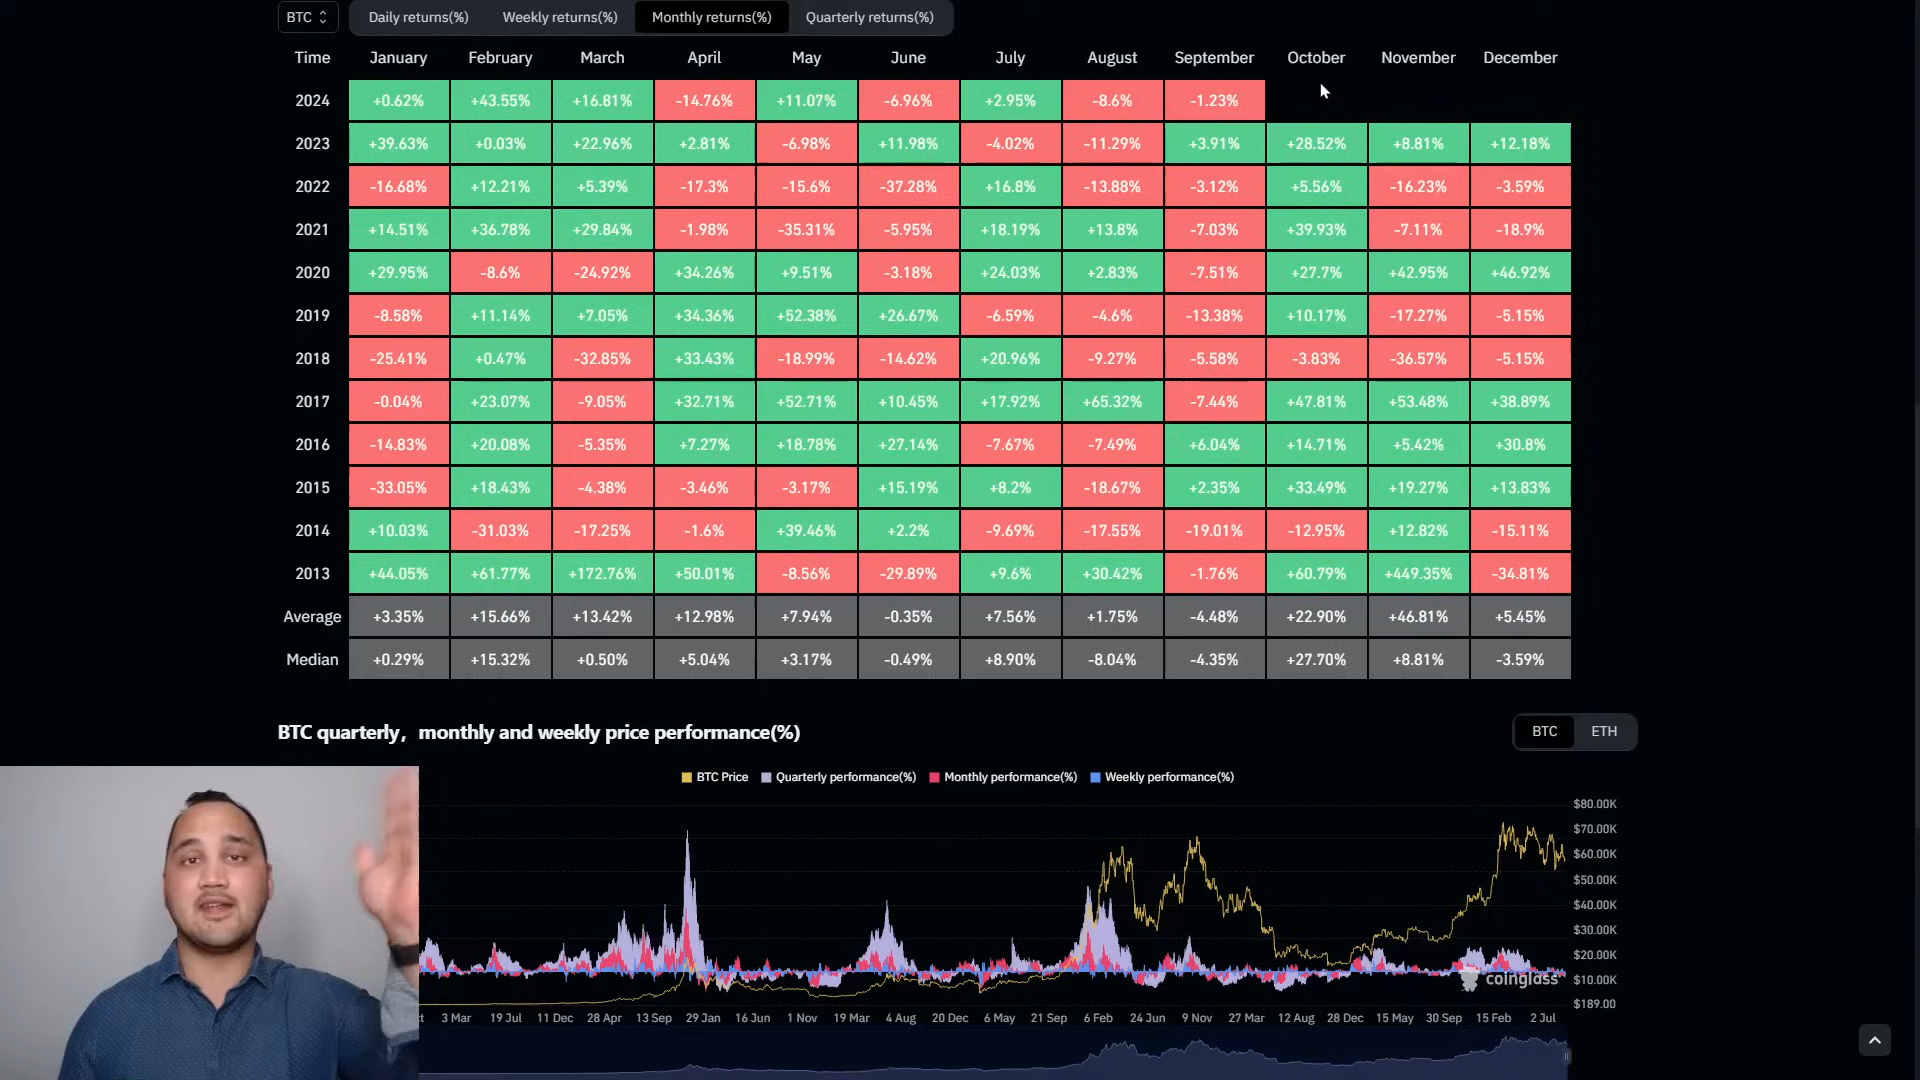 BTC Daily returns(%) Weekly returns(%) Monthly returns(%) Quarterly returns(%)
Time January February March April May June July August September October November December
2024 +0.62% +43.55% +16.81% -14.76% +11.07% -6.96% +2.95% -8.6% -1.23%
2023 +39.63% +0.03% +22.96% +2.81% -6.98% +11.98% -4.02% -11.29% +3.91% +28.52% +8.81% +12.18%
2022 -16.68% +12.21% +5.39% -17.3% -15.6% -37.28% +16.8% -13.88% -3.12% +5.56% -16.23% -3.59%
2021 +14.51% +36.78% +29.84% -1.98% -35.31% -5.95% +18.19% +13.8% -7.03% +39.93% -7.11% -18.9%
2020 +29.95% -8.6% -24.92% +34.26% +9.51% -3.18% +24.03% +2.83% -7.51% +27.7% +42.95% +46.92%
2019 -8.58% +11.14% +7.05% +34.36% +52.38% +26.67% -6.59% -4.6% -13.38% +10.17% -17.27% -5.15%
2018 -25.41% +0.47% -32.85% +33.43% -18.99% -14.62% +20.96% -9.27% -5.58% -3.83% -36.57% -5.15%
2017 -0.04% +23.07% -9.05% +32.71% +52.71% +10.45% +17.92% +65.32% -7.44% +47.81% +53.48% +38.89%
2016 -14.83% +20.08% -5.35% +7.27% +18.78% +27.14% -7.67% -7.49% +6.04% +14.71% +5.42% +30.8%
2015 -33.05% +18.43% -4.38% -3.46% -3.17% +15.19% +8.2% -18.67% +2.35% +33.49% +19.27% +13.83%
2014 +10.03% -31.03% -17.25% -1.6% +39.46% +2.2% -9.69% -17.55% -19.01% -12.95% +12.82% -15.11%
2013 +44.05% +61.77% +172.76% +50.01% -8.56% -29.89% +9.6% +30.42% -1.76% +60.79% +449.35% -34.81%
Average +3.35% +15.66% +13.42% +12.98% +7.94% -0.35% +7.56% +1.75% -4.48% +22.90% +46.81% +5.45%
Median +0.29% +15.32% +0.50% +5.04% +3.17% -0.49% +8.90% -8.04% -4.35% +27.70% +8.81% -3.59%
BTC quarterly，monthly and weekly price performance(%) BTC ETH
BTC Price Quarterly performance(%) Monthly performance(%) Weekly performance(%)
$80.00K
$70.00K
$60.00K
$50.00K
$40.00K
$30.00K
$20.00K
$10.00K
$189.00
coinglass
3 Mar 19 Jul 11 Dec 28 Apr 13 Sep 29 Jan 16 Jun 1 Nov 19 Mar 4 Aug 20 Dec 6 May 21 Sep 6 Feb 24 Jun 9 Nov 27 Mar 12 Aug 28 Dec 15 May 30 Sep 15 Feb 2 Jul